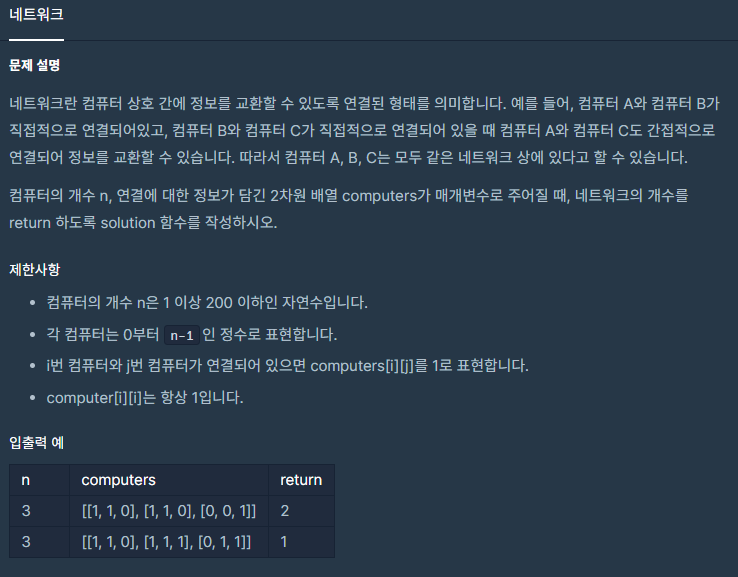 네트워크
문제 설명
네트워크란 컴퓨터 상호 간에 정보를 교환할 수 있도록 연결된 형태를 의미합니다. 예를 들어, 컴퓨터 A와 컴퓨터 B가
직접적으로 연결되어있고, 컴퓨터 B와 컴퓨터 C가 직접적으로 연결되어 있을 때 컴퓨터 A와 컴퓨터 C도 간접적으로
연결되어 정보를 교환할 수 있습니다. 따라서 컴퓨터 A, B, C는 모두 같은 네트워크 상에 있다고 할 수 있습니다.
컴퓨터의 개수 n, 연결에 대한 정보가 담긴 2차원 배열 computers가 매개변수로 주어질 때, 네트워크의 개수를
return 하도록 solution 함수를 작성하시오.
제한사항
• 컴퓨터의 개수 n은 1 이상 200 이하인 자연수입니다.
• 각 컴퓨터는 0부터 n-1 인 정수로 표현합니다.
• i번 컴퓨터와 j번 컴퓨터가 연결되어 있으면 computers[i][j]를 1로 표현합니다.
• computer[i][i]는 항상 1입니다.
입출력 예
n computers return
3 [[1, 1, 0], [1, 1, 0], [0, 0, 1]] 2
3 [[1, 1, 0], [1, 1, 1], [0, 1, 1]] 1